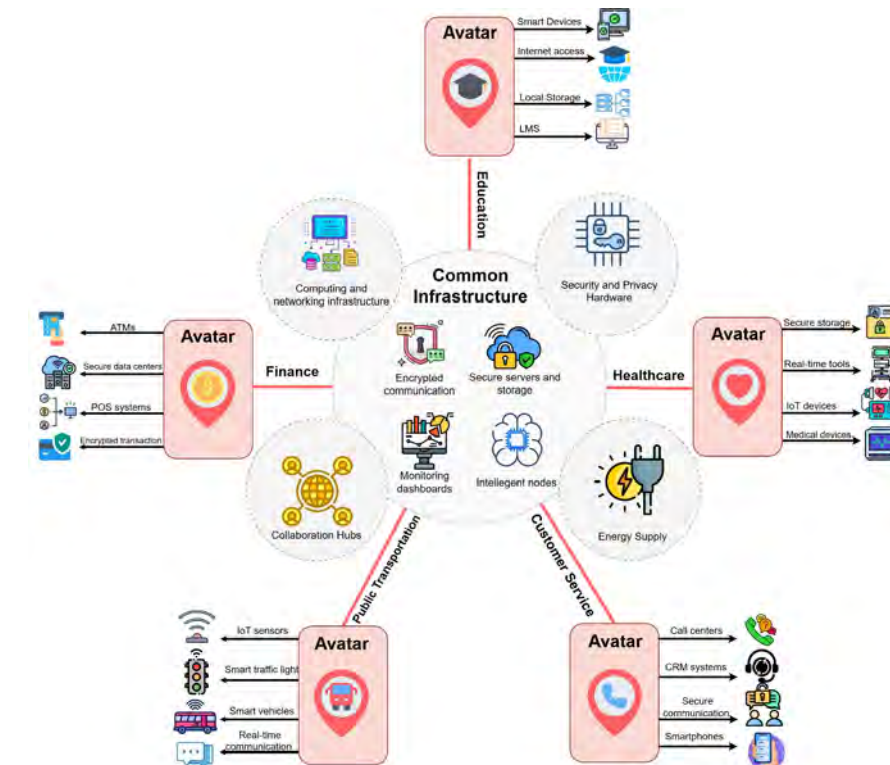 Avatar
Smart Devices
Internet access
Local Storage
LMS
Education
Computing and
networking infrastructure
Security and Privacy
Hardware
Common
Infrastructure
Encrypted
communication
Secure servers and
storage
Monitoring
dashboards
Intellegent nodes
Finance
Avatar
ATMs
Secure data centers
POS systems
Encrypted transaction
Healthcare
Avatar
Secure storage
Real-time tools
IoT devices
Medical devices
Collaboration Hubs
Energy Supply
Public Transportation
Customer Service
Avatar
IoT sensors
Smart traffic light
Smart vehicles
Real-time
communication
Avatar
Call centers
CRM systems
Secure
communication
Smartphones